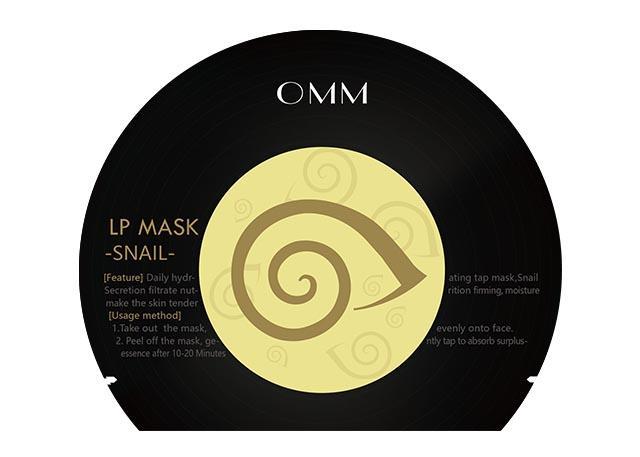 OMM
LP MASK
-SNAIL-
[Feature] Daily hydr- ating tap mask,Snail
Secretion filtrate nut- rition firming, moisture
make the skin tender
[Usage method]
1.Take out the mask, evenly onto face.
2. Peel off the mask, ge- ntly tap to absorb surplus-
essence after 10-20 Minutes